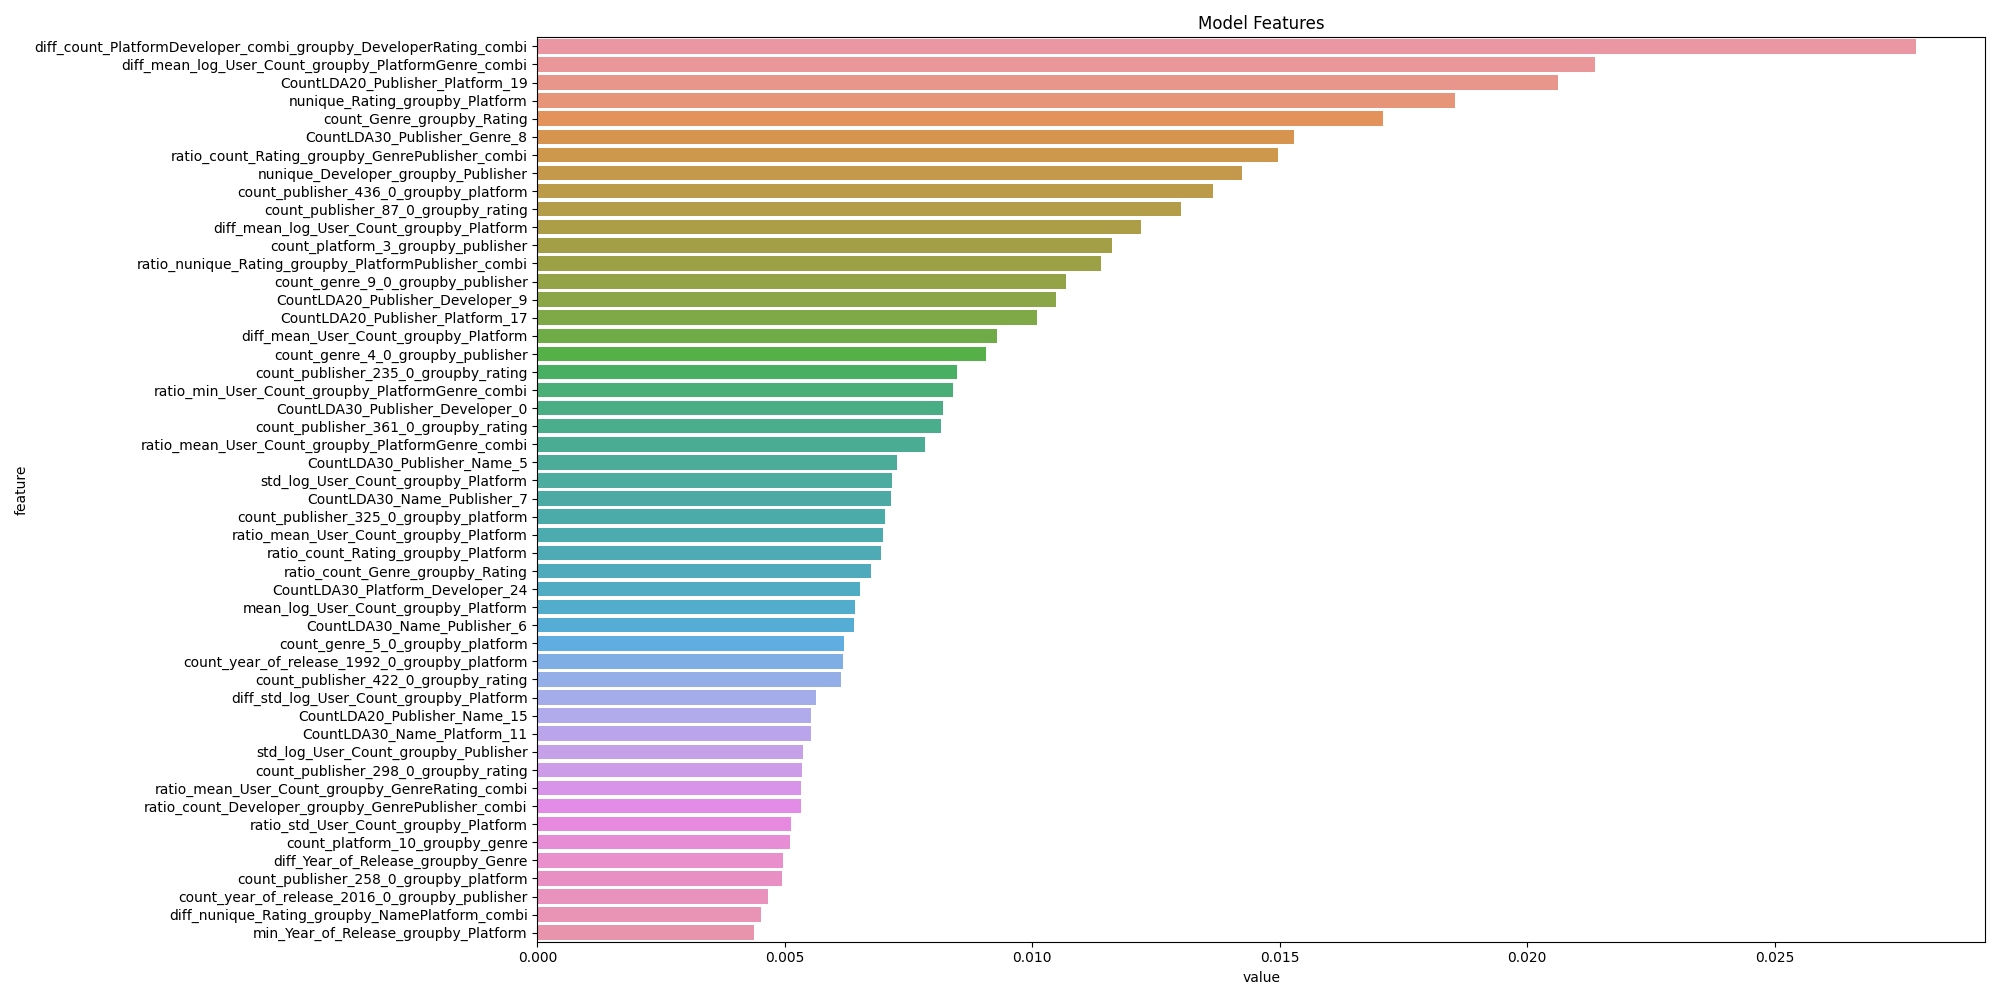 Model Features
feature
diff_count_PlatformDeveloper_combi_groupby_DeveloperRating_combi
diff_mean_log_User_Count_groupby_PlatformGenre_combi
CountLDA20_Publisher_Platform_19
nunique_Rating_groupby_Platform
count_Genre_groupby_Rating
CountLDA30_Publisher_Genre_8
ratio_count_Rating_groupby_GenrePublisher_combi
nunique_Developer_groupby_Publisher
count_publisher_436_0_groupby_platform
count_publisher_87_0_groupby_rating
diff_mean_log_User_Count_groupby_Platform
count_platform_3_groupby_publisher
ratio_nunique_Rating_groupby_PlatformPublisher_combi
count_genre_9_0_groupby_publisher
CountLDA20_Publisher_Developer_9
CountLDA20_Publisher_Platform_17
diff_mean_User_Count_groupby_Platform
count_genre_4_0_groupby_publisher
count_publisher_235_0_groupby_rating
ratio_min_User_Count_groupby_PlatformGenre_combi
CountLDA30_Publisher_Developer_0
count_publisher_361_0_groupby_rating
ratio_mean_User_Count_groupby_PlatformGenre_combi
CountLDA30_Publisher_Name_5
std_log_User_Count_groupby_Platform
CountLDA30_Name_Publisher_7
count_publisher_325_0_groupby_platform
ratio_mean_User_Count_groupby_Platform
ratio_count_Rating_groupby_Platform
ratio_count_Genre_groupby_Rating
CountLDA30_Platform_Developer_24
mean_log_User_Count_groupby_Platform
CountLDA30_Name_Publisher_6
count_genre_5_0_groupby_platform
count_year_of_release_1992_0_groupby_platform
count_publisher_422_0_groupby_rating
diff_std_log_User_Count_groupby_Platform
CountLDA20_Publisher_Name_15
CountLDA30_Name_Platform_11
std_log_User_Count_groupby_Publisher
count_publisher_298_0_groupby_rating
ratio_mean_User_Count_groupby_GenreRating_combi
ratio_count_Developer_groupby_GenrePublisher_combi
ratio_std_User_Count_groupby_Platform
count_platform_10_groupby_genre
diff_Year_of_Release_groupby_Genre
count_publisher_258_0_groupby_platform
count_year_of_release_2016_0_groupby_publisher
diff_nunique_Rating_groupby_NamePlatform_combi
min_Year_of_Release_groupby_Platform
0.000 0.005 0.010 0.015 0.020 0.025
value